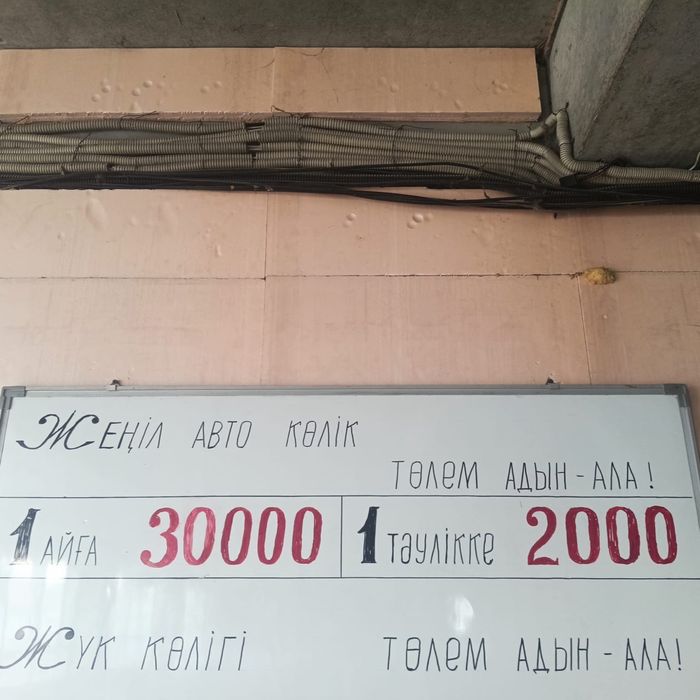 Жеңіл авто көлік
төлем адын-ала!
1 айға 30000 1 тәулікке 2000
Жүк көлігі төлем адын-ала!